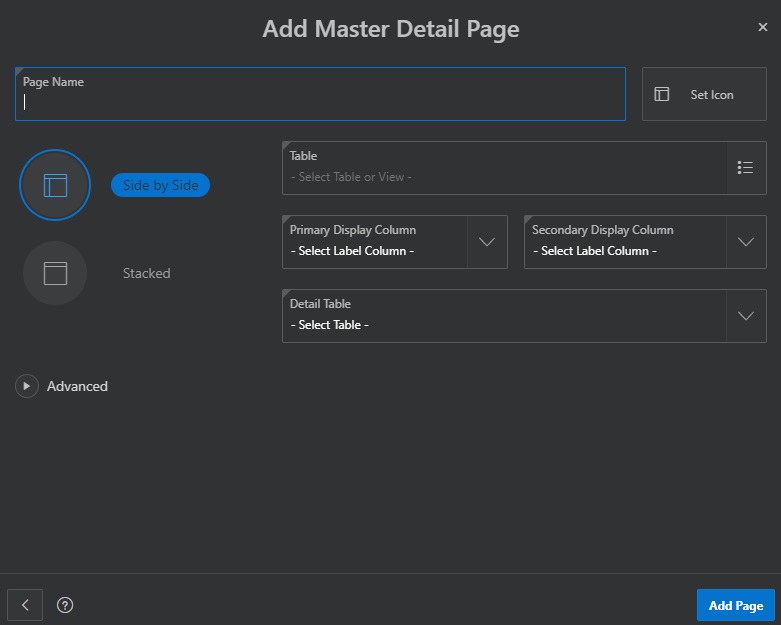 Add Master Detail Page
Page Name
Set Icon
Side by Side
Stacked
Table
- Select Table or View -
Primary Display Column
- Select Label Column -
Secondary Display Column
- Select Label Column -
Detail Table
- Select Table -
Advanced
Add Page